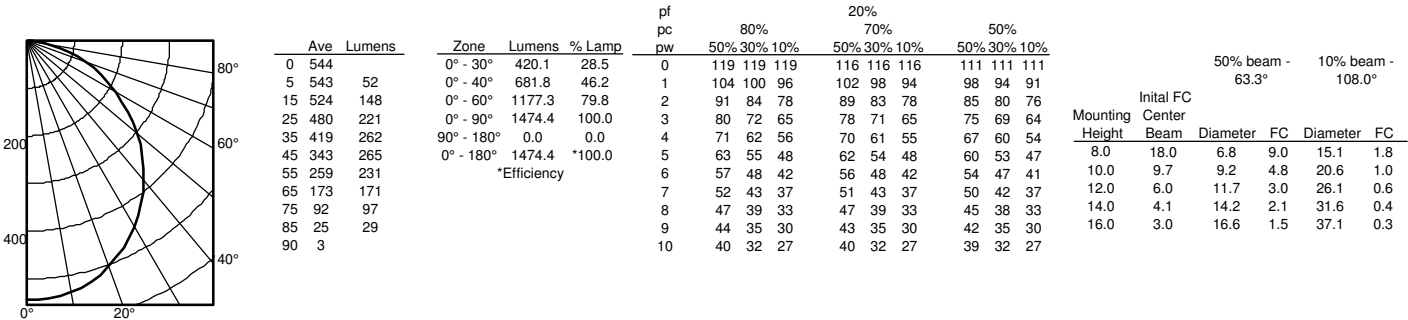 80°
60°
40°
20°
0°
200
400
Ave Lumens
0 544
5 543 52
15 524 148
25 480 221
35 419 262
45 343 265
55 259 231
65 173 171
75 92 97
85 25 29
90 3
Zone Lumens % Lamp
0° - 30° 420.1 28.5
0° - 40° 681.8 46.2
0° - 60° 1177.3 79.8
0° - 90° 1474.4 100.0
90° - 180° 0.0 0.0
0° - 180° 1474.4 *100.0
*Efficiency
pf 20%
pc 80% 70% 50%
pw 50% 30% 10% 50% 30% 10% 50% 30% 10%
0 119 119 119 116 116 116 111 111 111
1 104 100 96 102 98 94 98 94 91
2 91 84 78 89 83 78 85 80 76
3 80 72 65 78 71 65 75 69 64
4 71 62 56 70 61 55 67 60 54
5 63 55 48 62 54 48 60 53 47
6 57 48 42 56 48 42 54 47 41
7 52 43 37 51 43 37 50 42 37
8 47 39 33 47 39 33 45 38 33
9 44 35 30 43 35 30 42 35 30
10 40 32 27 40 32 27 39 32 27
50% beam - 10% beam -
63.3° 108.0°
Inital FC
Mounting Center
Height Beam Diameter FC Diameter FC
8.0 18.0 6.8 9.0 15.1 1.8
10.0 9.7 9.2 4.8 20.6 1.0
12.0 6.0 11.7 3.0 26.1 0.6
14.0 4.1 14.2 2.1 31.6 0.4
16.0 3.0 16.6 1.5 37.1 0.3